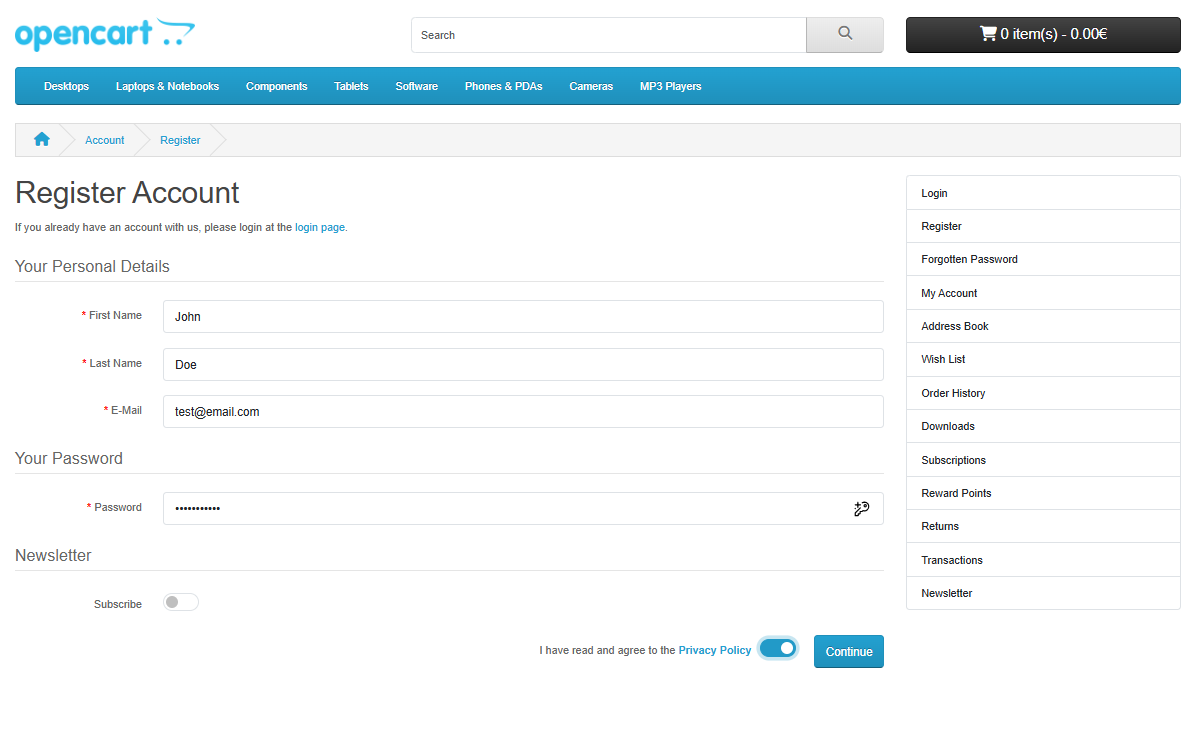 opencart
Search
0 item(s) - 0.00€
Desktops Laptops & Notebooks Components Tablets Software Phones & PDAs Cameras MP3 Players
Account Register
Register Account
If you already have an account with us, please login at the login page.
Your Personal Details
* First Name John
* Last Name Doe
* E-Mail test@email.com
Your Password
* Password •••••••••••
Newsletter
Subscribe
I have read and agree to the Privacy Policy Continue
Login
Register
Forgotten Password
My Account
Address Book
Wish List
Order History
Downloads
Subscriptions
Reward Points
Returns
Transactions
Newsletter